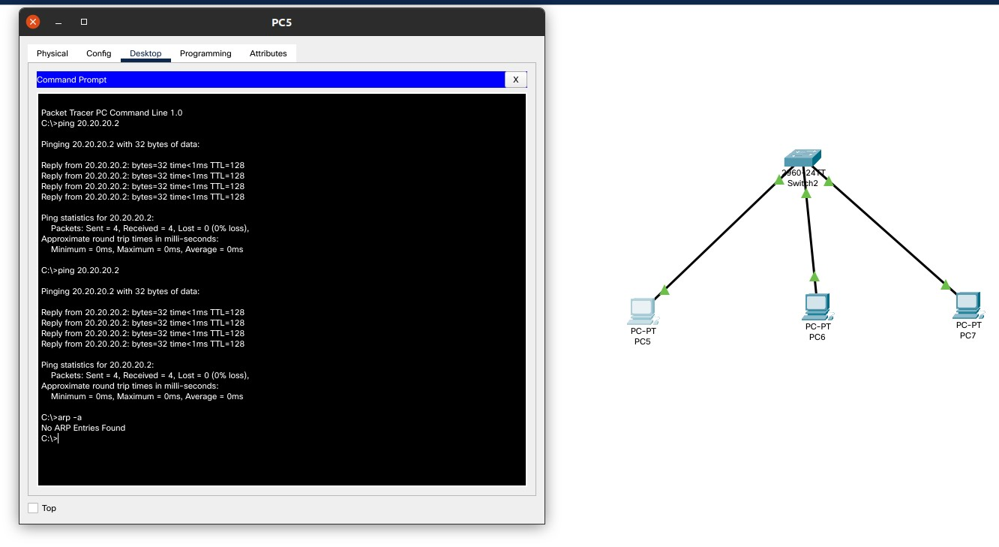 PC5
Physical Config Desktop Programming Attributes
Command Prompt X
Packet Tracer PC Command Line 1.0
C:\>ping 20.20.20.2
Pinging 20.20.20.2 with 32 bytes of data:
Reply from 20.20.20.2: bytes=32 time<1ms TTL=128
Reply from 20.20.20.2: bytes=32 time<1ms TTL=128
Reply from 20.20.20.2: bytes=32 time<1ms TTL=128
Reply from 20.20.20.2: bytes=32 time<1ms TTL=128
Ping statistics for 20.20.20.2:
Packets: Sent = 4, Received = 4, Lost = 0 (0% loss),
Approximate round trip times in milli-seconds:
Minimum = 0ms, Maximum = 0ms, Average = 0ms
C:\>ping 20.20.20.2
Pinging 20.20.20.2 with 32 bytes of data:
Reply from 20.20.20.2: bytes=32 time<1ms TTL=128
Reply from 20.20.20.2: bytes=32 time<1ms TTL=128
Reply from 20.20.20.2: bytes=32 time<1ms TTL=128
Reply from 20.20.20.2: bytes=32 time<1ms TTL=128
Ping statistics for 20.20.20.2:
Packets: Sent = 4, Received = 4, Lost = 0 (0% loss),
Approximate round trip times in milli-seconds:
Minimum = 0ms, Maximum = 0ms, Average = 0ms
C:\>arp -a
No ARP Entries Found
C:\>
Top
2960-24TT
Switch2
PC-PT
PC5
PC-PT
PC6
PC-PT
PC7